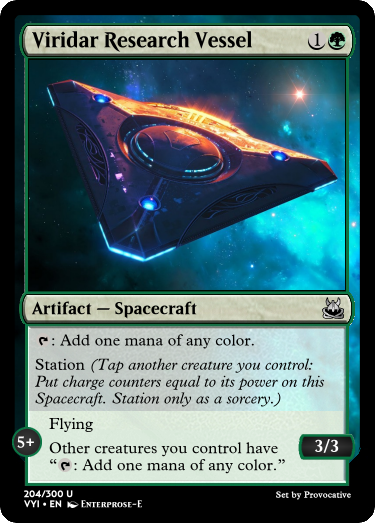 Viridar Research Vessel 1
Artifact — Spacecraft
: Add one mana of any color.
Station (Tap another creature you control:
Put charge counters equal to its power on this
Spacecraft. Station only as a sorcery.)
Flying
5+
Other creatures you control have
“: Add one mana of any color.”
3/3
204/300 U
VYI • EN Enterprose-E
Set by Provocative